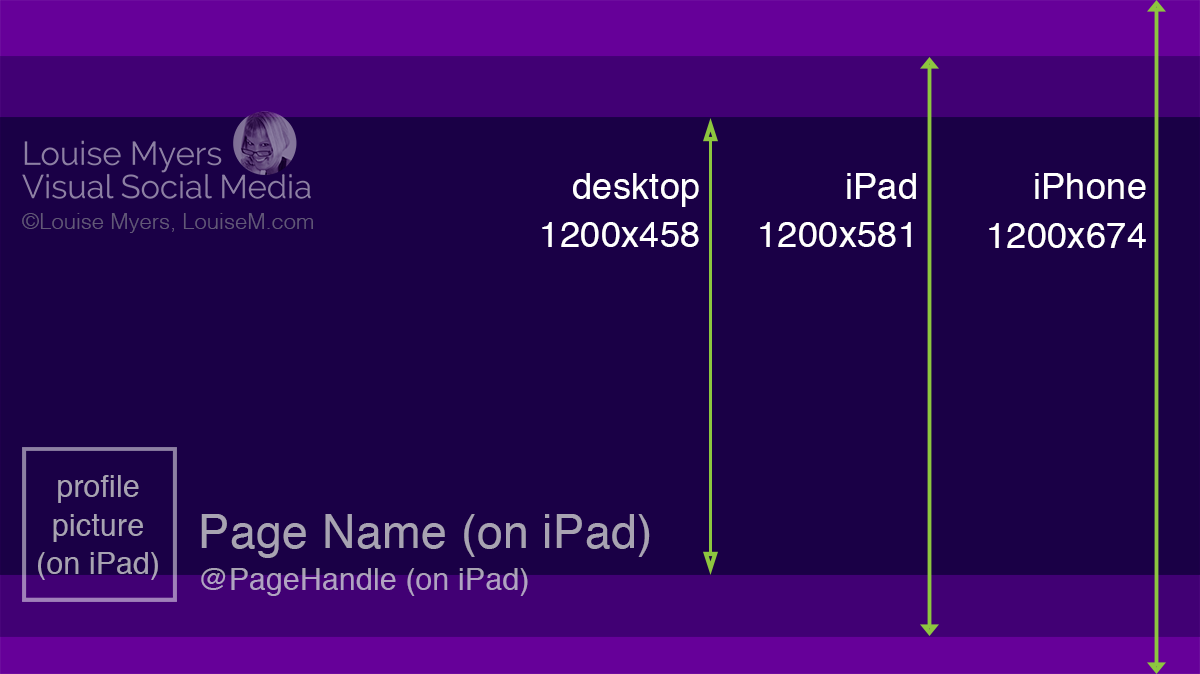 Louise Myers
Visual Social Media
©Louise Myers, LouiseM.com
desktop
1200x458
iPad
1200x581
iPhone
1200x674
profile
picture
(on iPad)
Page Name (on iPad)
@PageHandle (on iPad)